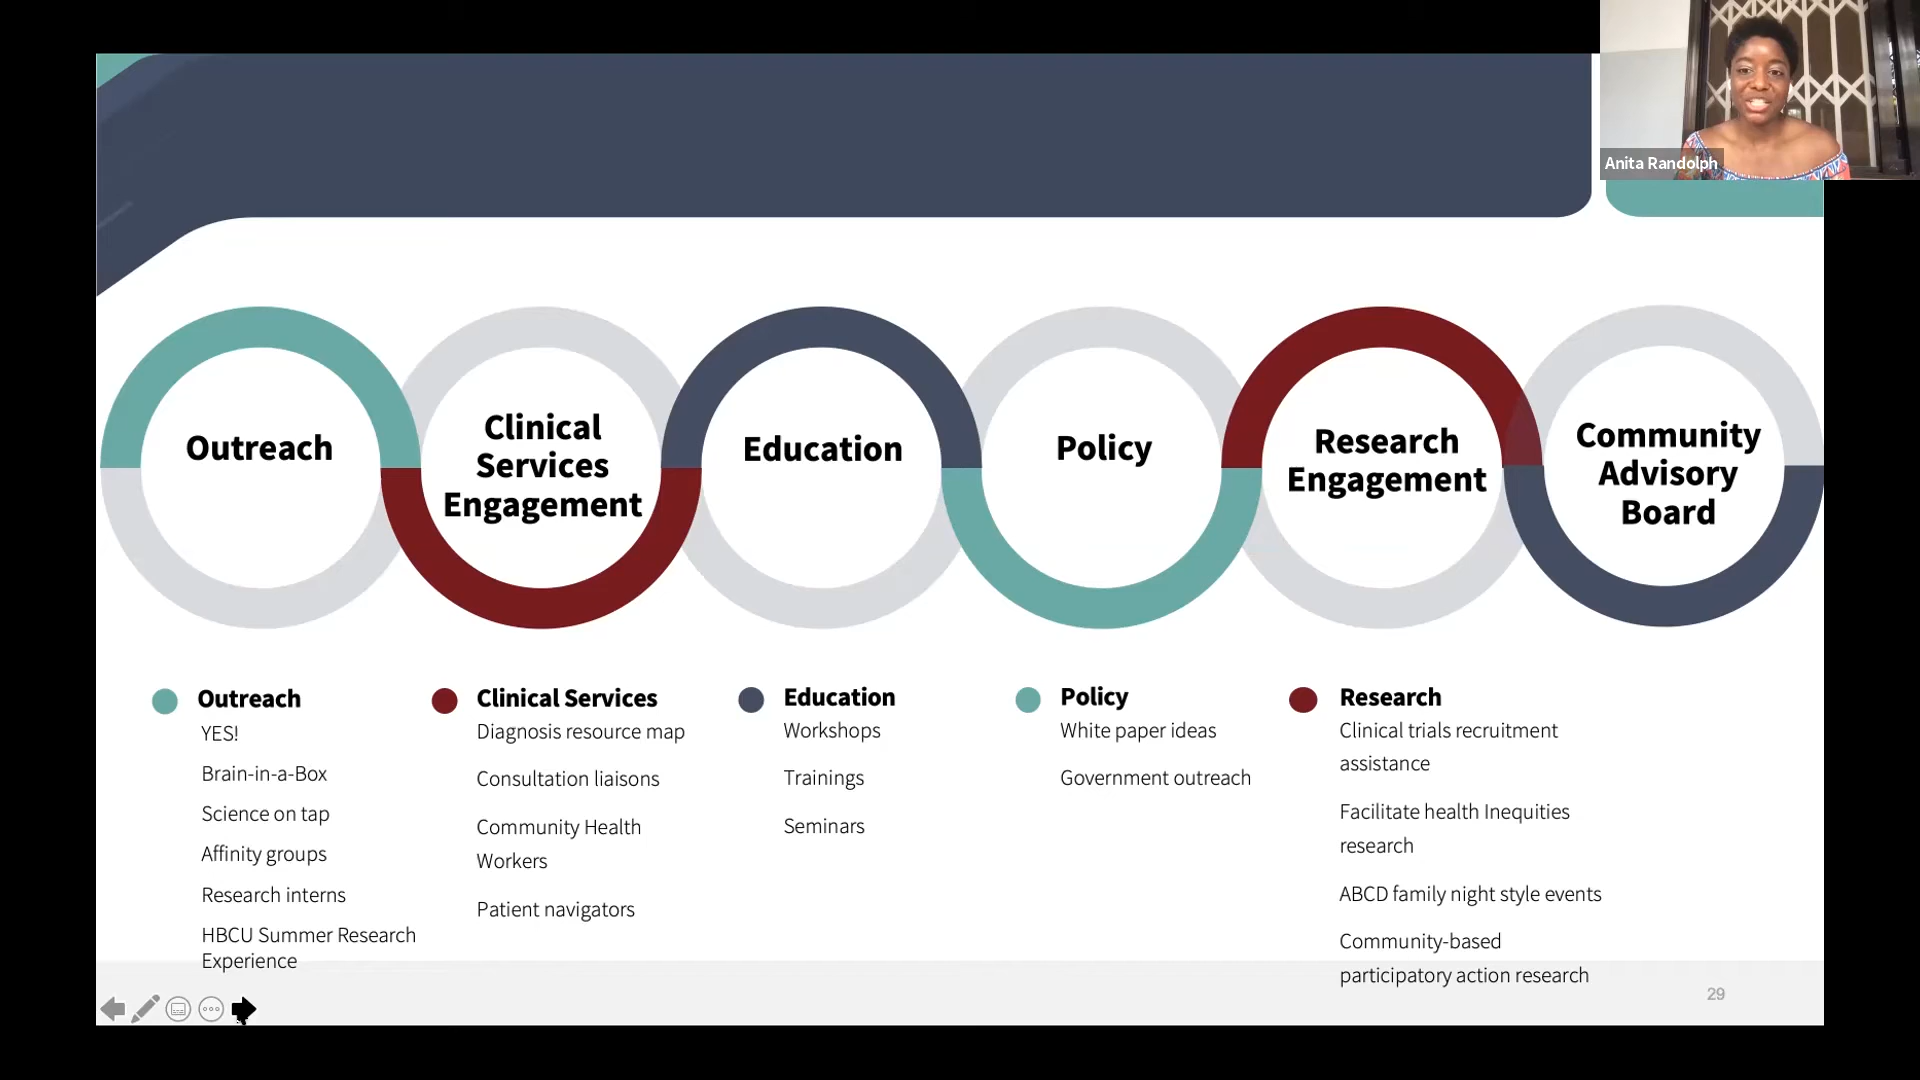 Anita Randolph
Outreach
Clinical
Services
Engagement
Education
Policy
Research
Engagement
Community
Advisory
Board
Outreach
YES!
Brain-in-a-Box
Science on tap
Affinity groups
Research interns
HBCU Summer Research
Experience
Clinical Services
Diagnosis resource map
Consultation liaisons
Community Health
Workers
Patient navigators
Education
Workshops
Trainings
Seminars
Policy
White paper ideas
Government outreach
Research
Clinical trials recruitment
assistance
Facilitate health Inequities
research
ABCD family night style events
Community-based
participatory action research
29